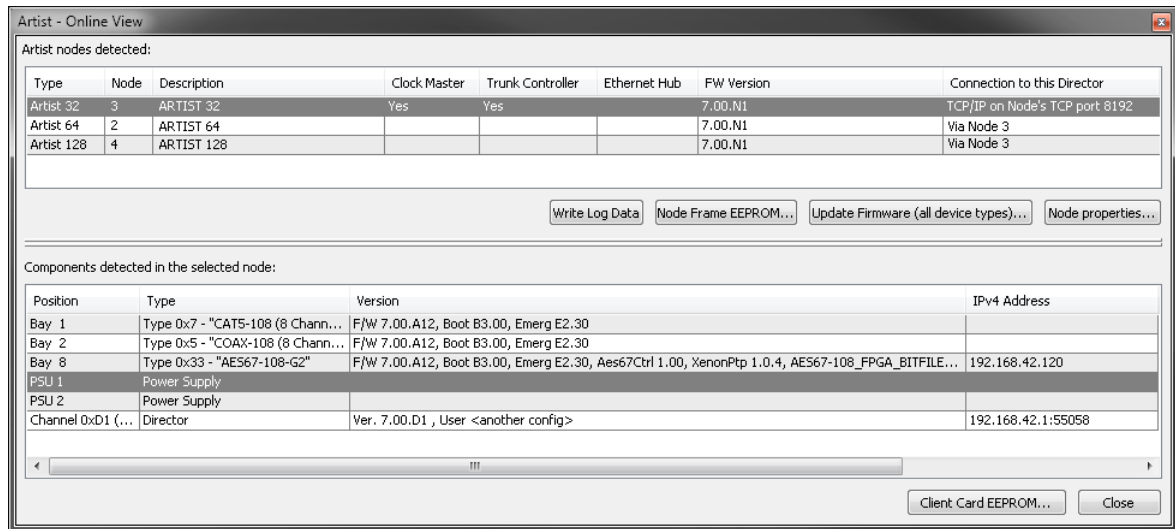 Artist - Online View
Artist nodes detected:
Type Node Description Clock Master Trunk Controller Ethernet Hub FW Version Connection to this Director
Artist 32 3 ARTIST 32 Yes Yes 7.00.N1 TCP/IP on Node's TCP port 8192
Artist 64 2 ARTIST 64 7.00.N1 Via Node 3
Artist 128 4 ARTIST 128 7.00.N1 Via Node 3
Write Log Data Node Frame EEPROM... Update Firmware (all device types)... Node properties...
Components detected in the selected node:
Position Type Version IPv4 Address
Bay 1 Type 0x7 - "CAT5-108 (8 Chann... F/W 7.00.A12, Boot B3.00, Emerg E2.30
Bay 2 Type 0x5 - "COAX-108 (8 Chann... F/W 7.00.A12, Boot B3.00, Emerg E2.30
Bay 8 Type 0x33 - "AES67-108-G2" F/W 7.00.A12, Boot B3.00, Emerg E2.30, Aes67Ctrl 1.00, XenonPtp 1.0.4, AES67-108_FPGA_BITFILE... 192.168.42.120
PSU 1 Power Supply
PSU 2 Power Supply
Channel 0xD1 (... Director Ver. 7.00.D1 , User <another config> 192.168.42.1:55058
Client Card EEPROM... Close